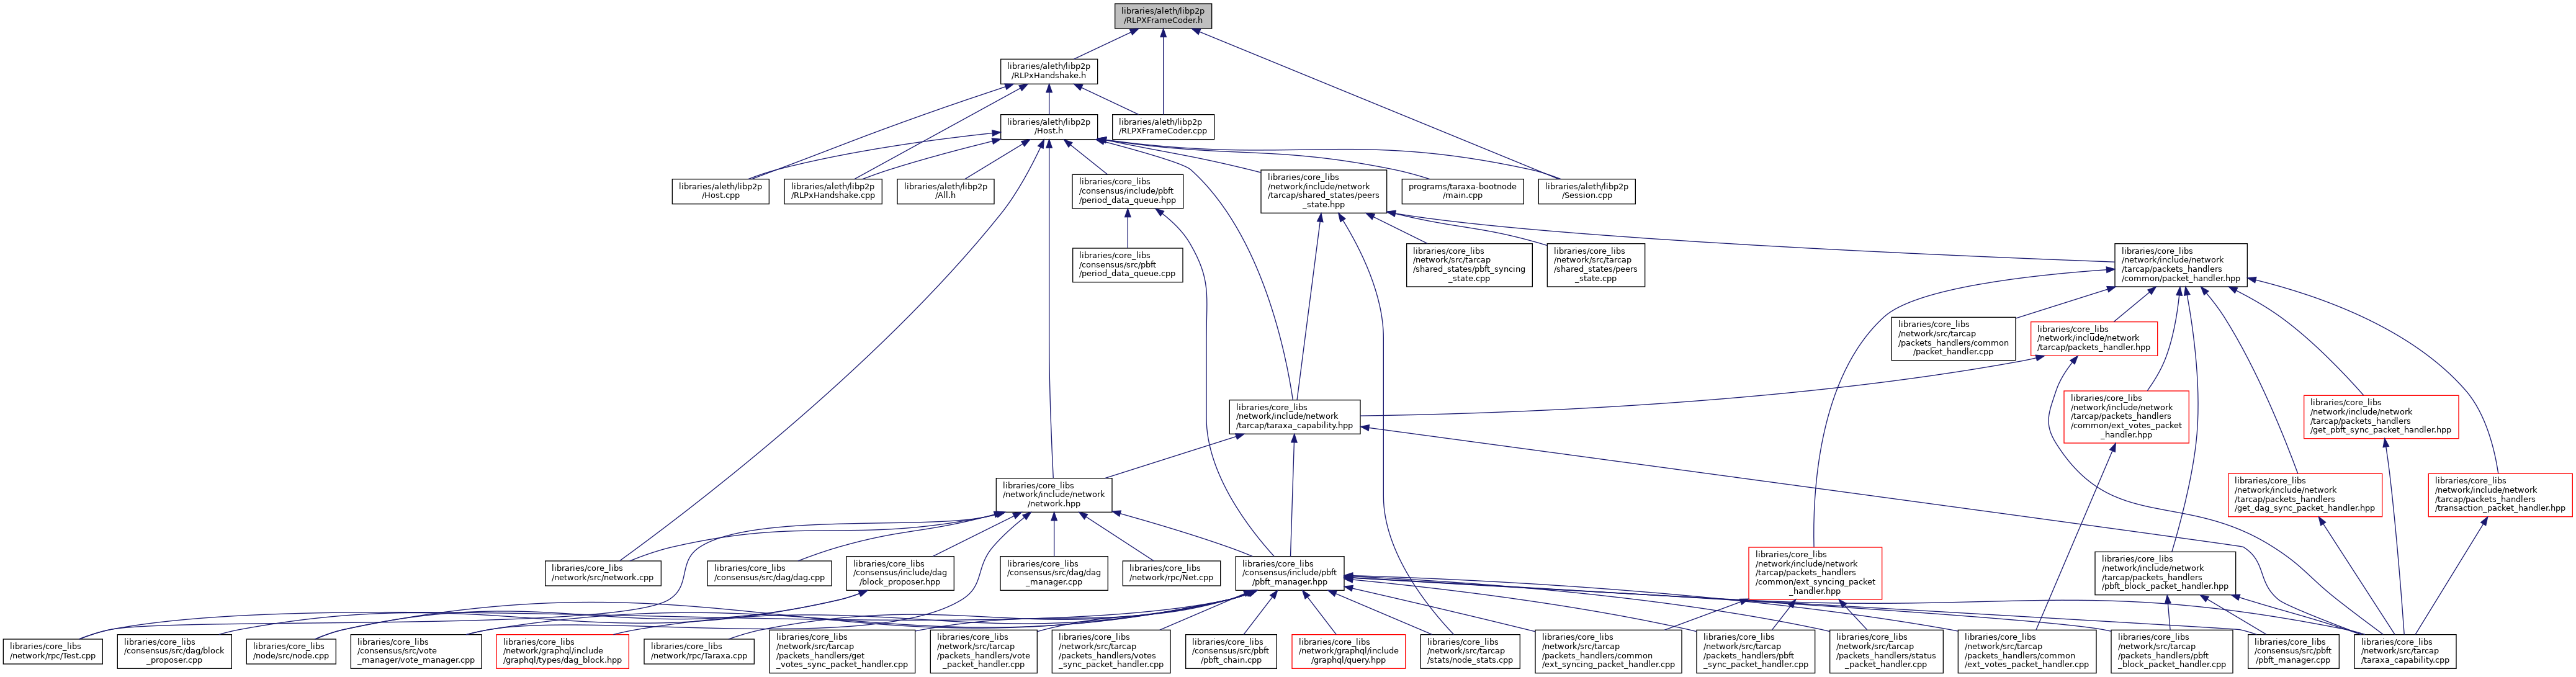 libraries/aleth/libp2p
/RLPXFrameCoder.h
libraries/aleth/libp2p
/RLPxHandshake.h
libraries/aleth/libp2p
/Host.h
libraries/aleth/libp2p
/RLPXFrameCoder.cpp
libraries/aleth/libp2p
/Host.cpp
libraries/aleth/libp2p
/RLPxHandshake.cpp
libraries/aleth/libp2p
/All.h
libraries/core_libs
/consensus/include/pbft
/period_data_queue.hpp
libraries/core_libs
/network/include/network
/tarcap/shared_states/peers
_state.hpp
programs/taraxa-bootnode
/main.cpp
libraries/aleth/libp2p
/Session.cpp
libraries/core_libs
/consensus/src/pbft
/period_data_queue.cpp
libraries/core_libs
/network/src/tarcap
/shared_states/pbft_syncing
_state.cpp
libraries/core_libs
/network/src/tarcap
/shared_states/peers
_state.cpp
libraries/core_libs
/network/include/network
/tarcap/packets_handlers
/common/packet_handler.hpp
libraries/core_libs
/network/src/tarcap
/packets_handlers/common
/packet_handler.cpp
libraries/core_libs
/network/include/network
/tarcap/packets_handler.hpp
libraries/core_libs
/network/include/network
/tarcap/taraxa_capability.hpp
libraries/core_libs
/network/include/network
/tarcap/packets_handlers
/common/ext_votes_packet
_handler.hpp
libraries/core_libs
/network/include/network
/tarcap/packets_handlers
/get_pbft_sync_packet_handler.hpp
libraries/core_libs
/network/include/network
/network.hpp
libraries/core_libs
/network/include/network
/tarcap/packets_handlers
/get_dag_sync_packet_handler.hpp
libraries/core_libs
/network/include/network
/tarcap/packets_handlers
/transaction_packet_handler.hpp
libraries/core_libs
/network/src/network.cpp
libraries/core_libs
/consensus/src/dag/dag.cpp
libraries/core_libs
/consensus/include/dag
/block_proposer.hpp
libraries/core_libs
/consensus/src/dag/dag
_manager.cpp
libraries/core_libs
/network/rpc/Net.cpp
libraries/core_libs
/consensus/include/pbft
/pbft_manager.hpp
libraries/core_libs
/network/include/network
/tarcap/packets_handlers
/common/ext_syncing_packet
_handler.hpp
libraries/core_libs
/network/include/network
/tarcap/packets_handlers
/pbft_block_packet_handler.hpp
libraries/core_libs
/network/rpc/Test.cpp
libraries/core_libs
/consensus/src/dag/block
_proposer.cpp
libraries/core_libs
/node/src/node.cpp
libraries/core_libs
/consensus/src/vote
_manager/vote_manager.cpp
libraries/core_libs
/network/graphql/include
/graphql/types/dag_block.hpp
libraries/core_libs
/network/rpc/Taraxa.cpp
libraries/core_libs
/network/src/tarcap
/packets_handlers/get
_votes_sync_packet_handler.cpp
libraries/core_libs
/network/src/tarcap
/packets_handlers/vote
_packet_handler.cpp
libraries/core_libs
/network/src/tarcap
/packets_handlers/votes
_sync_packet_handler.cpp
libraries/core_libs
/consensus/src/pbft
/pbft_chain.cpp
libraries/core_libs
/network/graphql/include
/graphql/query.hpp
libraries/core_libs
/network/src/tarcap
/stats/node_stats.cpp
libraries/core_libs
/network/src/tarcap
/packets_handlers/common
/ext_syncing_packet_handler.cpp
libraries/core_libs
/network/src/tarcap
/packets_handlers/pbft
_sync_packet_handler.cpp
libraries/core_libs
/network/src/tarcap
/packets_handlers/status
_packet_handler.cpp
libraries/core_libs
/network/src/tarcap
/packets_handlers/common
/ext_votes_packet_handler.cpp
libraries/core_libs
/network/src/tarcap
/packets_handlers/pbft
_block_packet_handler.cpp
libraries/core_libs
/consensus/src/pbft
/pbft_manager.cpp
libraries/core_libs
/network/src/tarcap
/taraxa_capability.cpp